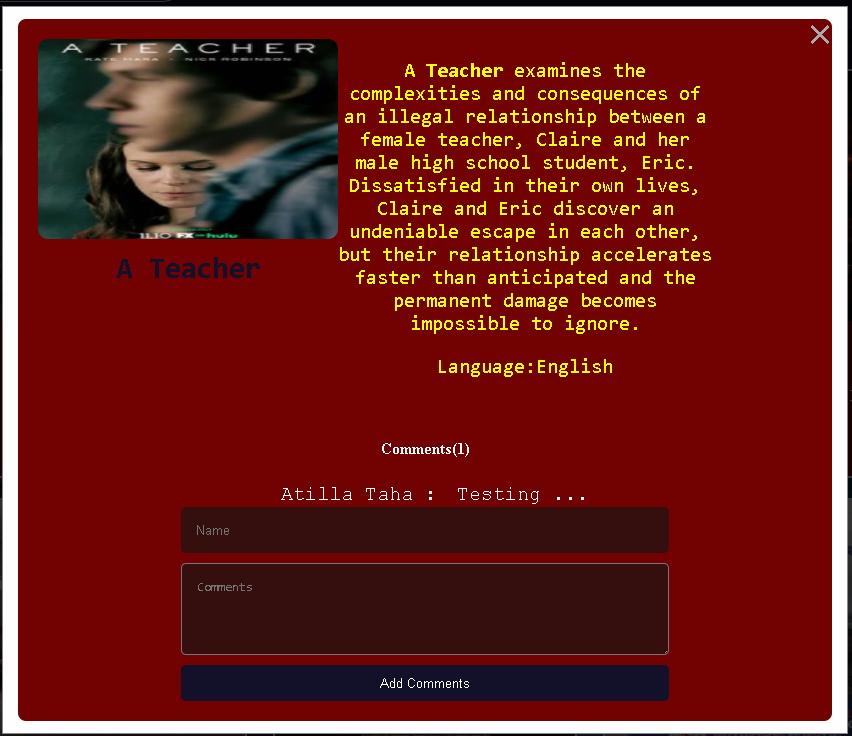 A TEACHER
KATE MARA • NICK ROBINSON
11.10 FX on hulu
A Teacher
A Teacher examines the
complexities and consequences of
an illegal relationship between a
female teacher, Claire and her
male high school student, Eric.
Dissatisfied in their own lives,
Claire and Eric discover an
undeniable escape in each other,
but their relationship accelerates
faster than anticipated and the
permanent damage becomes
impossible to ignore.
Language:English
Comments(1)
Atilla Taha : Testing ...
Name
Comments
Add Comments